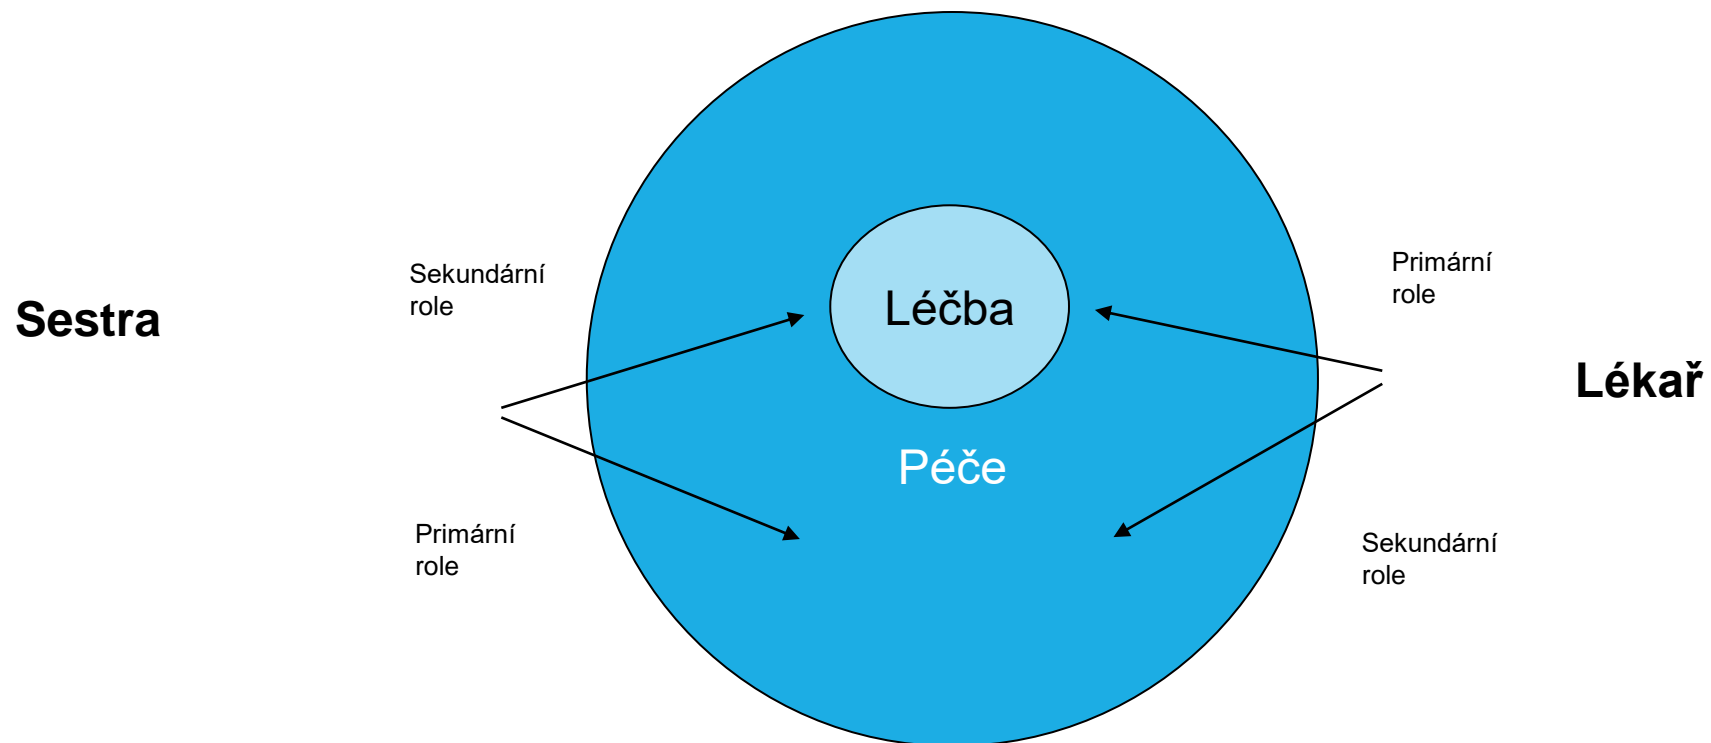 Sestra
Sekundární
role
Primární
role
Léčba
Péče
Primární
role
Sekundární
role
Lékař